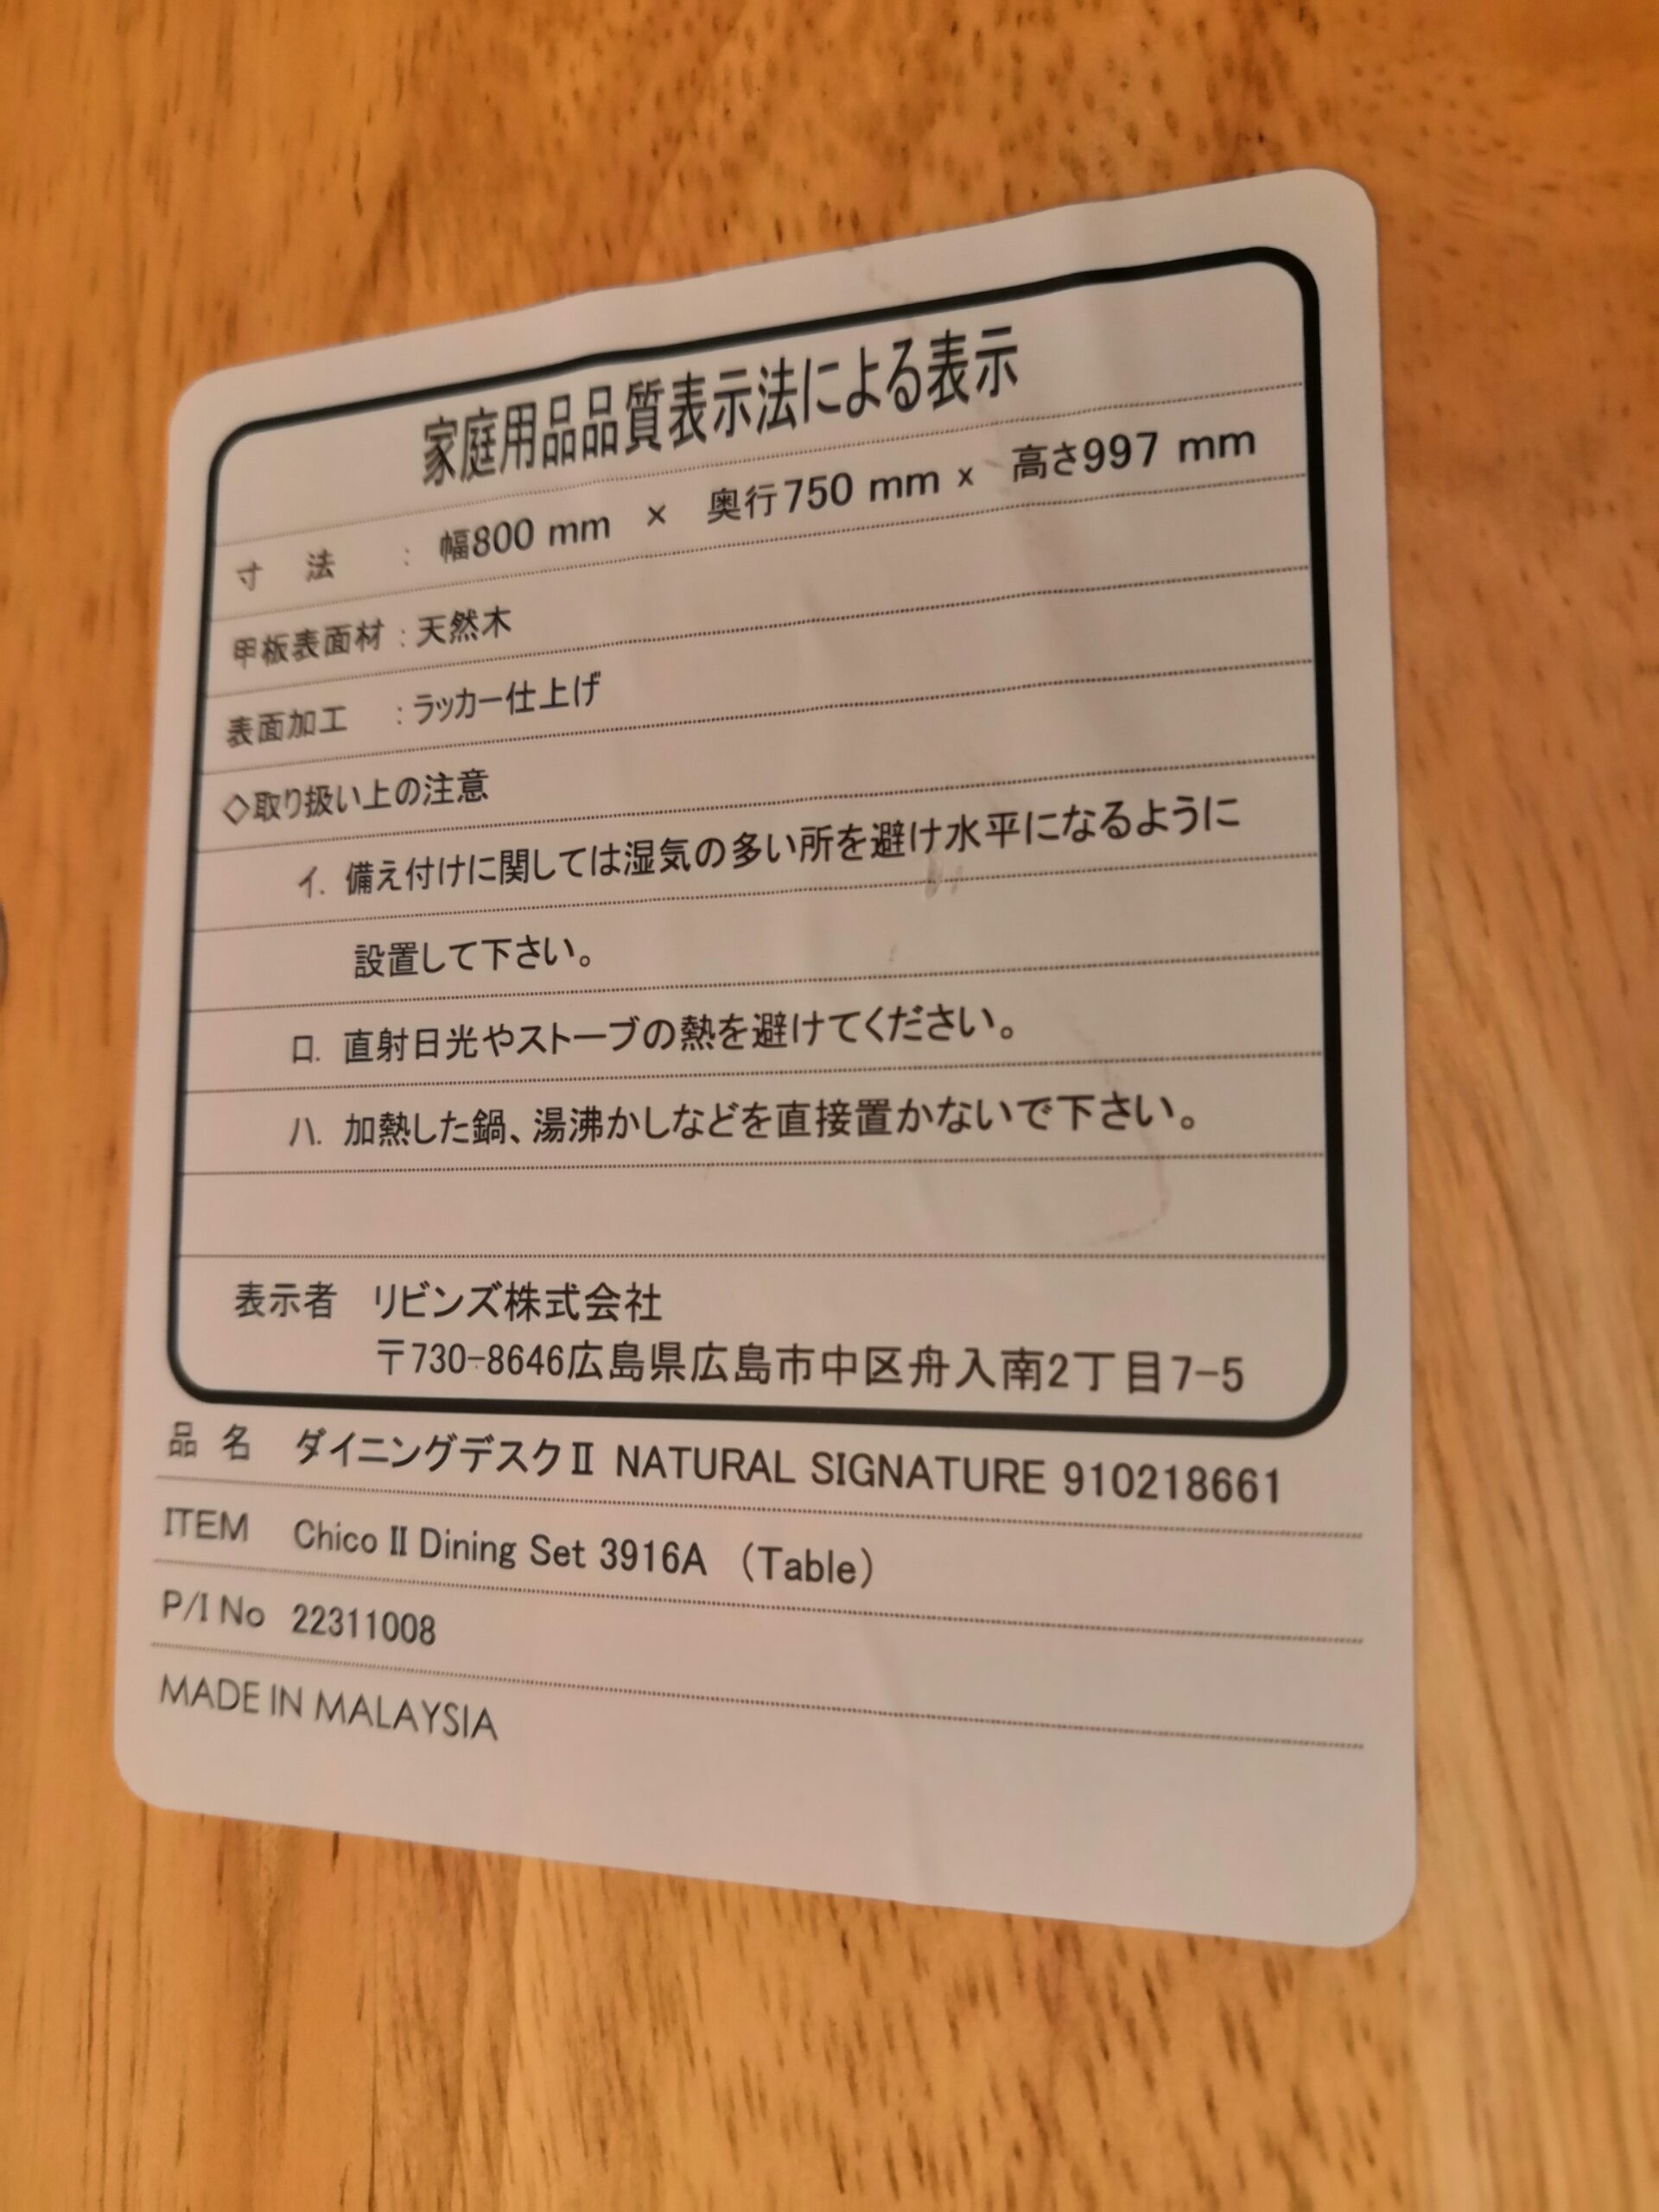 家庭用品品質表示法による表示
寸 法 : 幅800 mm × 奥行750 mm × 高さ997 mm
甲板表面材 : 天然木
表面加工 : ラッカー仕上げ
◇取り扱い上の注意
イ. 備え付けに関しては湿気の多い所を避け水平になるように
設置して下さい。
ロ. 直射日光やストーブの熱を避けてください。
ハ. 加熱した鍋、湯沸かしなどを直接置かないで下さい。
表示者 リビンズ株式会社
〒730-8646広島県広島市中区舟入南2丁目7-5
品 名 ダイニングデスクⅡ NATURAL SIGNATURE 910218661
ITEM Chico Ⅱ Dining Set 3916A (Table)
P/I No 22311008
MADE IN MALAYSIA